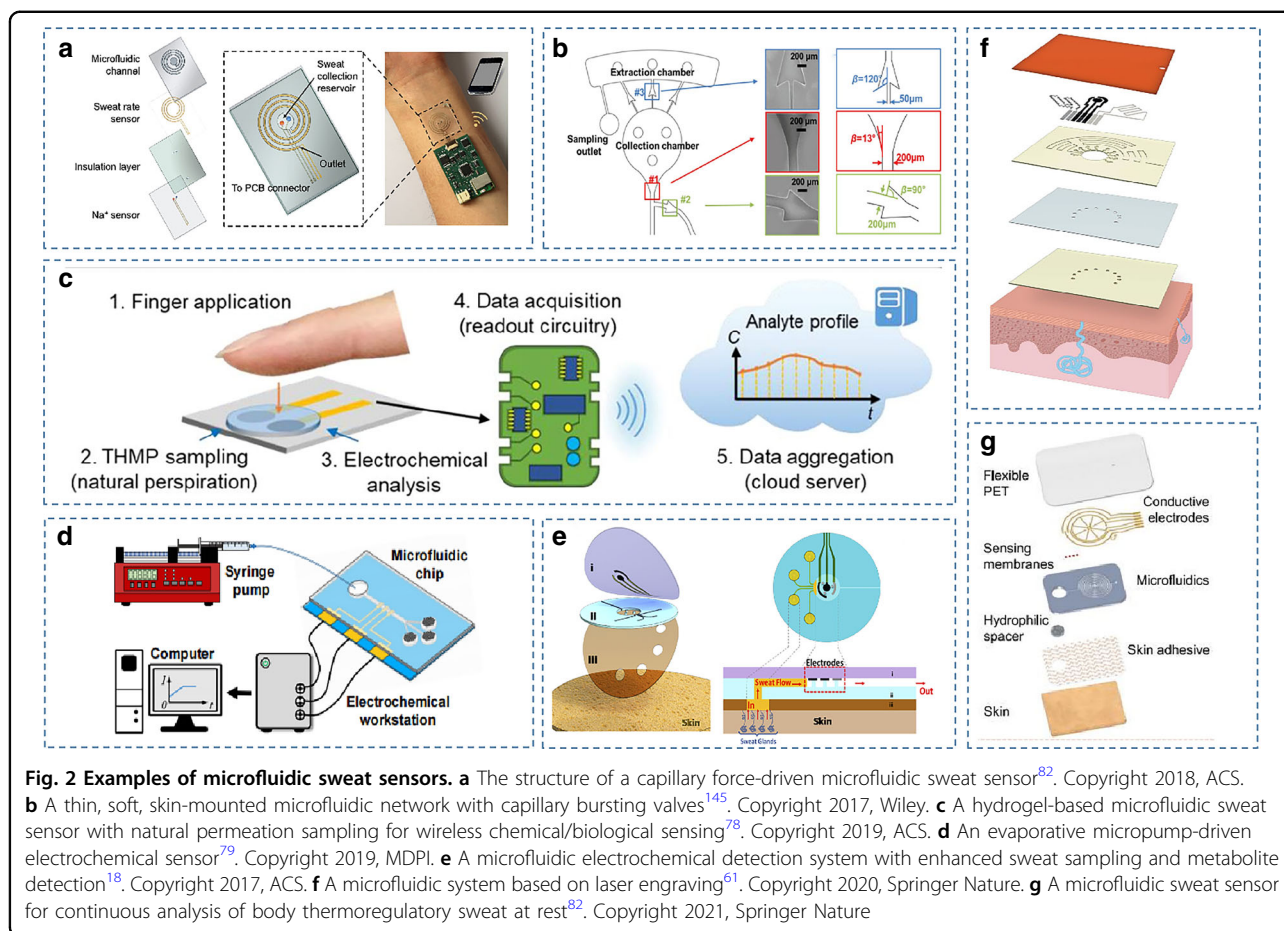 a
Microfluidic
channel
Sweat rate
sensor
Insulation
layer
Na⁺ sensor
Sweat
collection
reservoir
Outlet
To PCB connector
b
Extraction chamber
#3
Sampling
outlet
Collection chamber
#1
#2
200 μm
200 μm
200 μm
β=120°
50μm
β=13°
200μm
β=90°
200μm
c
1. Finger application
2. THMP sampling
(natural perspiration)
3. Electrochemical
analysis
4. Data acquisition
(readout circuitry)
Analyte profile
C
t
5. Data aggregation
(cloud server)
d
Syringe
pump
Microfluidic
chip
Computer
I
0
t
Electrochemical
workstation
e
i
II
III
Skin
Electrodes
Sweat Flow
In
Out
i
ii
iii
Skin
Sweat Glands
f
g
Flexible
PET
Conductive
electrodes
Sensing
membranes
Microfluidics
Hydrophilic
spacer
Skin adhesive
Skin
Fig. 2 Examples of microfluidic sweat sensors. a The structure of a capillary force-driven microfluidic sweat sensor⁸². Copyright 2018, ACS.
b A thin, soft, skin-mounted microfluidic network with capillary bursting valves¹⁴⁵. Copyright 2017, Wiley. c A hydrogel-based microfluidic sweat
sensor with natural permeation sampling for wireless chemical/biological sensing⁷⁸. Copyright 2019, ACS. d An evaporative micropump-driven
electrochemical sensor⁷⁹. Copyright 2019, MDPI. e A microfluidic electrochemical detection system with enhanced sweat sampling and metabolite
detection¹⁸. Copyright 2017, ACS. f A microfluidic system based on laser engraving⁶¹. Copyright 2020, Springer Nature. g A microfluidic sweat sensor
for continuous analysis of body thermoregulatory sweat at rest⁸². Copyright 2021, Springer Nature